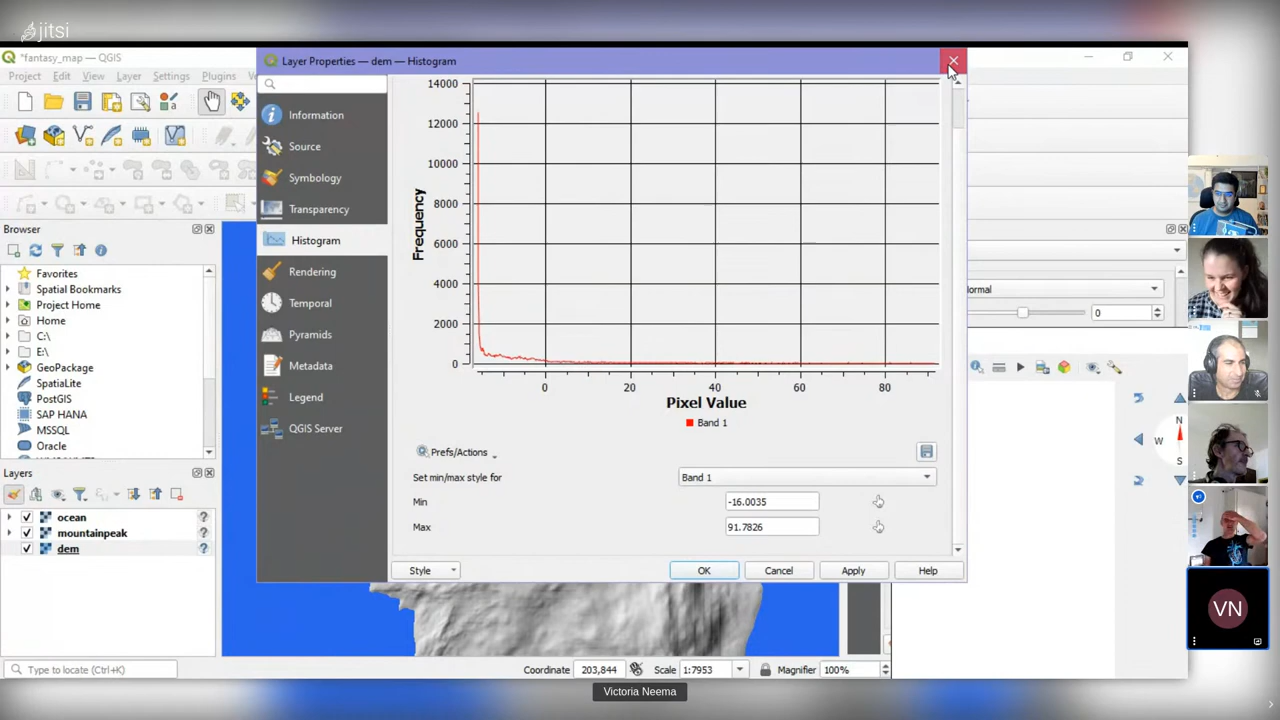 jitsi
*fantasy_map — QGIS
Layer Properties — dem — Histogram
Project Edit View Layer Settings Plugins
Information
Source
Symbology
Transparency
Histogram
Rendering
Temporal
Pyramids
Metadata
Legend
QGIS Server
14000
12000
10000
8000
6000
4000
2000
0
Frequency
0 20 40 60 80
Pixel Value
Band 1
Prefs/Actions
Set min/max style for Band 1
Min -16.0035
Max 91.7826
Style OK Cancel Apply Help
Browser
Favorites
Spatial Bookmarks
Project Home
Home
C:\
E:\
GeoPackage
SpatiaLite
PostGIS
SAP HANA
MSSQL
Oracle
Layers
ocean
mountainpeak
dem
0
N
W
S
VN
Type to locate (Ctrl+K)
Coordinate 203,844 Scale 1:7953 Magnifier 100%
Victoria Neema